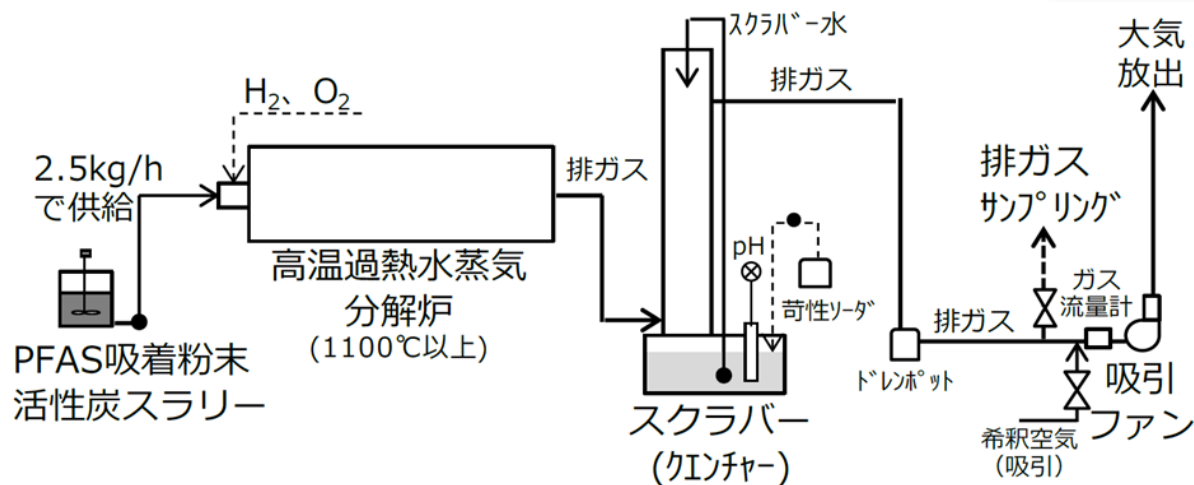 H₂、O₂
2.5kg/h
で供給
PFAS吸着粉末
活性炭スラリー
高温過熱水蒸気
分解炉
(1100℃以上)
排ガス
ｽｸﾗﾊﾞｰ水
排ガス
pH
苛性ｿｰﾀﾞ
スクラバー
(ｸエンチャー)
ﾄﾞﾚﾝﾎﾟｯﾄ
排ガス
排ガス
ｻﾝﾌﾟﾘﾝｸﾞ
ガス
流量計
大気
放出
吸引
ファン
希釈空気
(吸引)